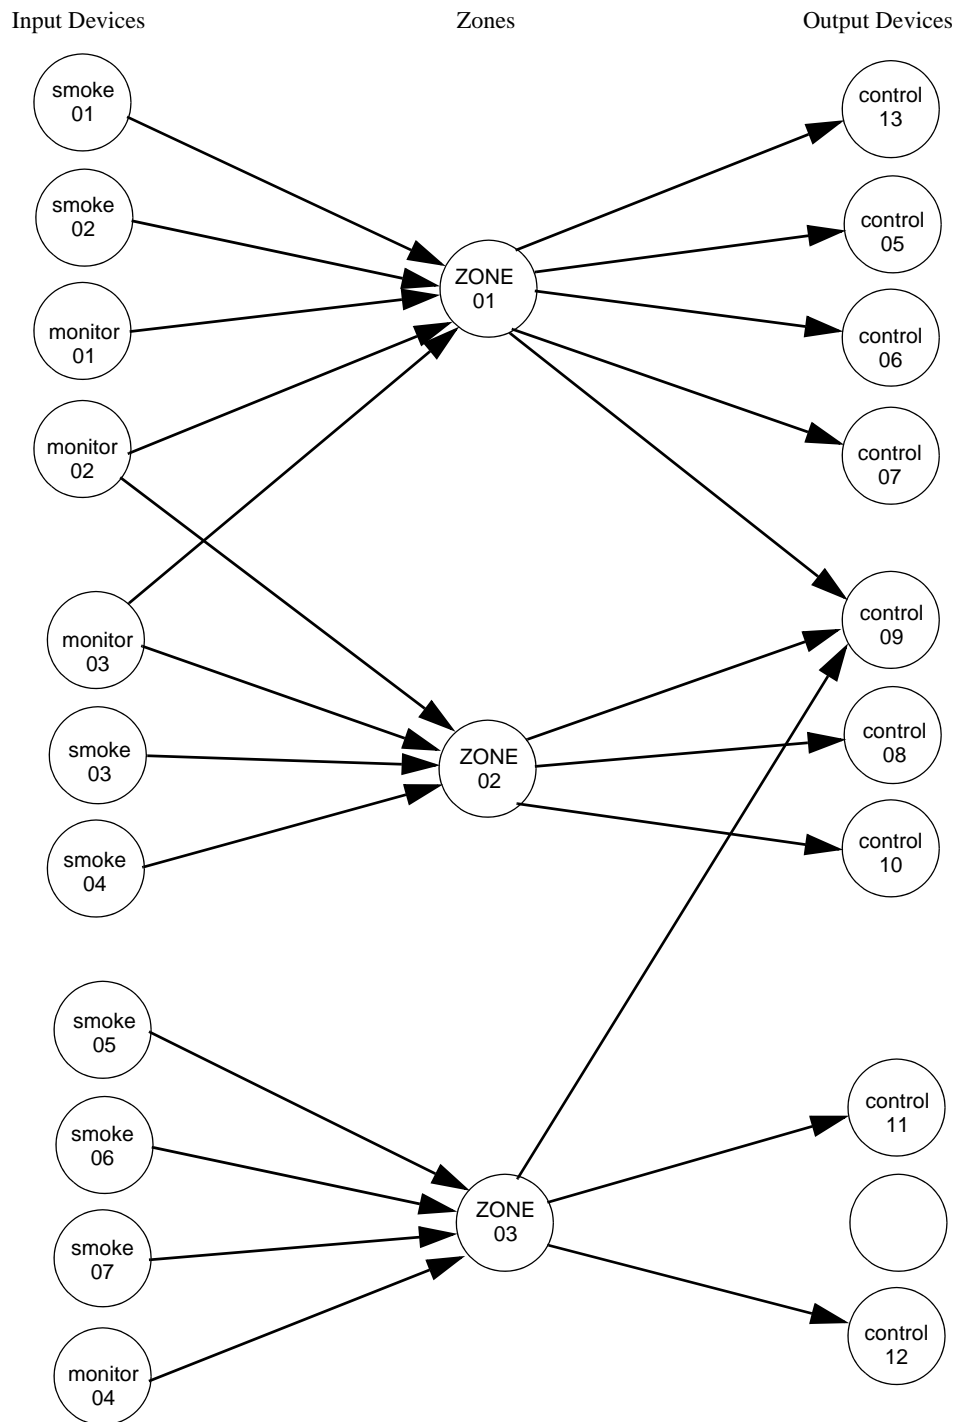 Input Devices
Zones
Output Devices
smoke
01
smoke
02
monitor
01
monitor
02
monitor
03
smoke
03
smoke
04
smoke
05
smoke
06
smoke
07
monitor
04
ZONE
01
ZONE
02
ZONE
03
control
13
control
05
control
06
control
07
control
09
control
08
control
10
control
11
control
12